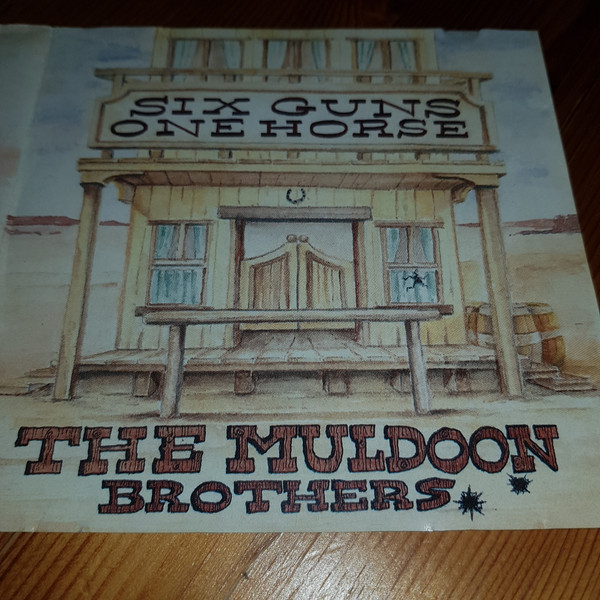 SIX GUNS
ONE HORSE
THE MULDOON
BROTHERS